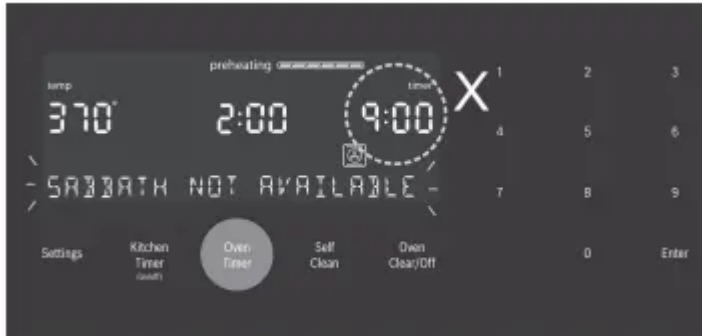 preheating
temp timer
370° 2:00 9:00 X
SABBATH NOT AVAILABLE
1 2 3
4 5 6
7 8 9
0 Enter
Settings
Kitchen
Timer
(on/off)
Oven
Timer
Self
Clean
Oven
Clear/Off